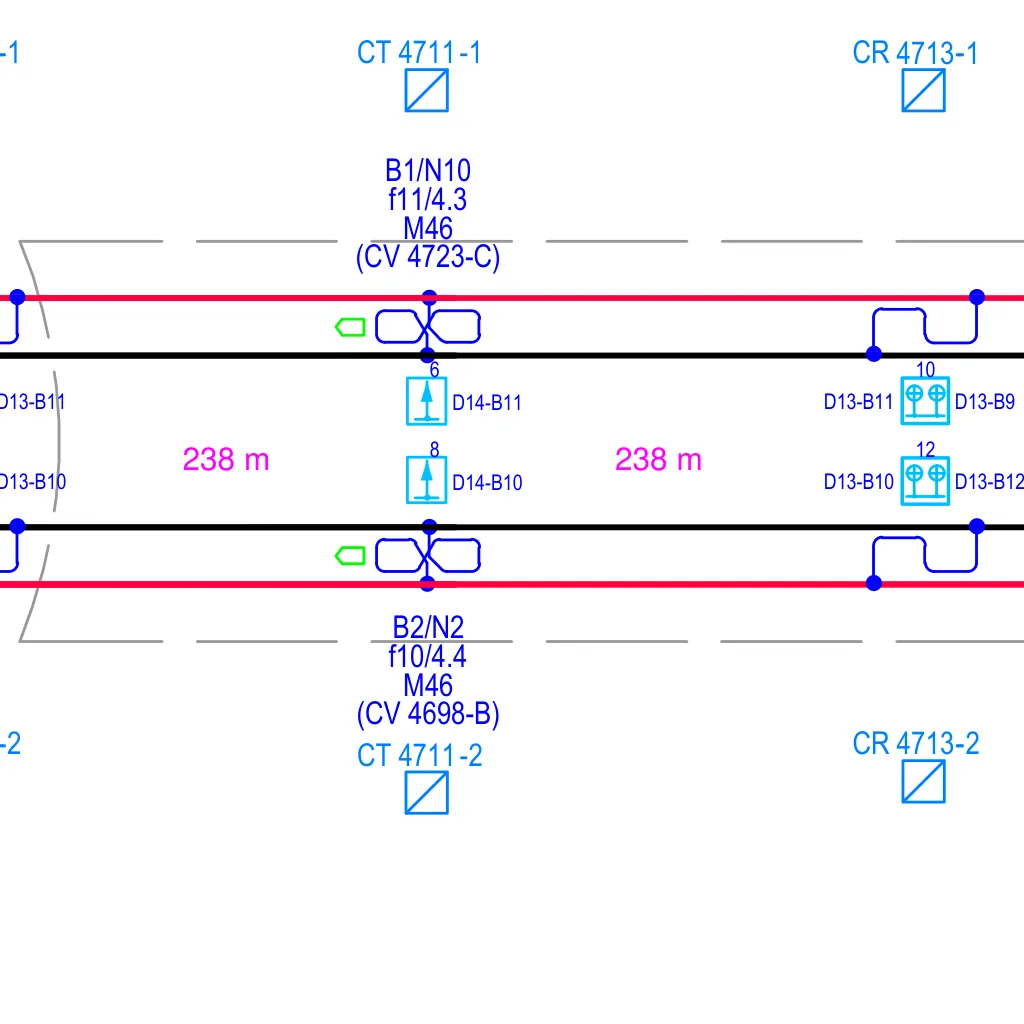 -1
CT 4711-1
CR 4713-1
B1/N10
f11/4.3
M46
(CV 4723-C)
6
10
D13-B11
D14-B11
D13-B11
D13-B9
238 m
238 m
8
12
D13-B10
D14-B10
D13-B10
D13-B12
B2/N2
f10/4.4
M46
(CV 4698-B)
-2
CT 4711-2
CR 4713-2